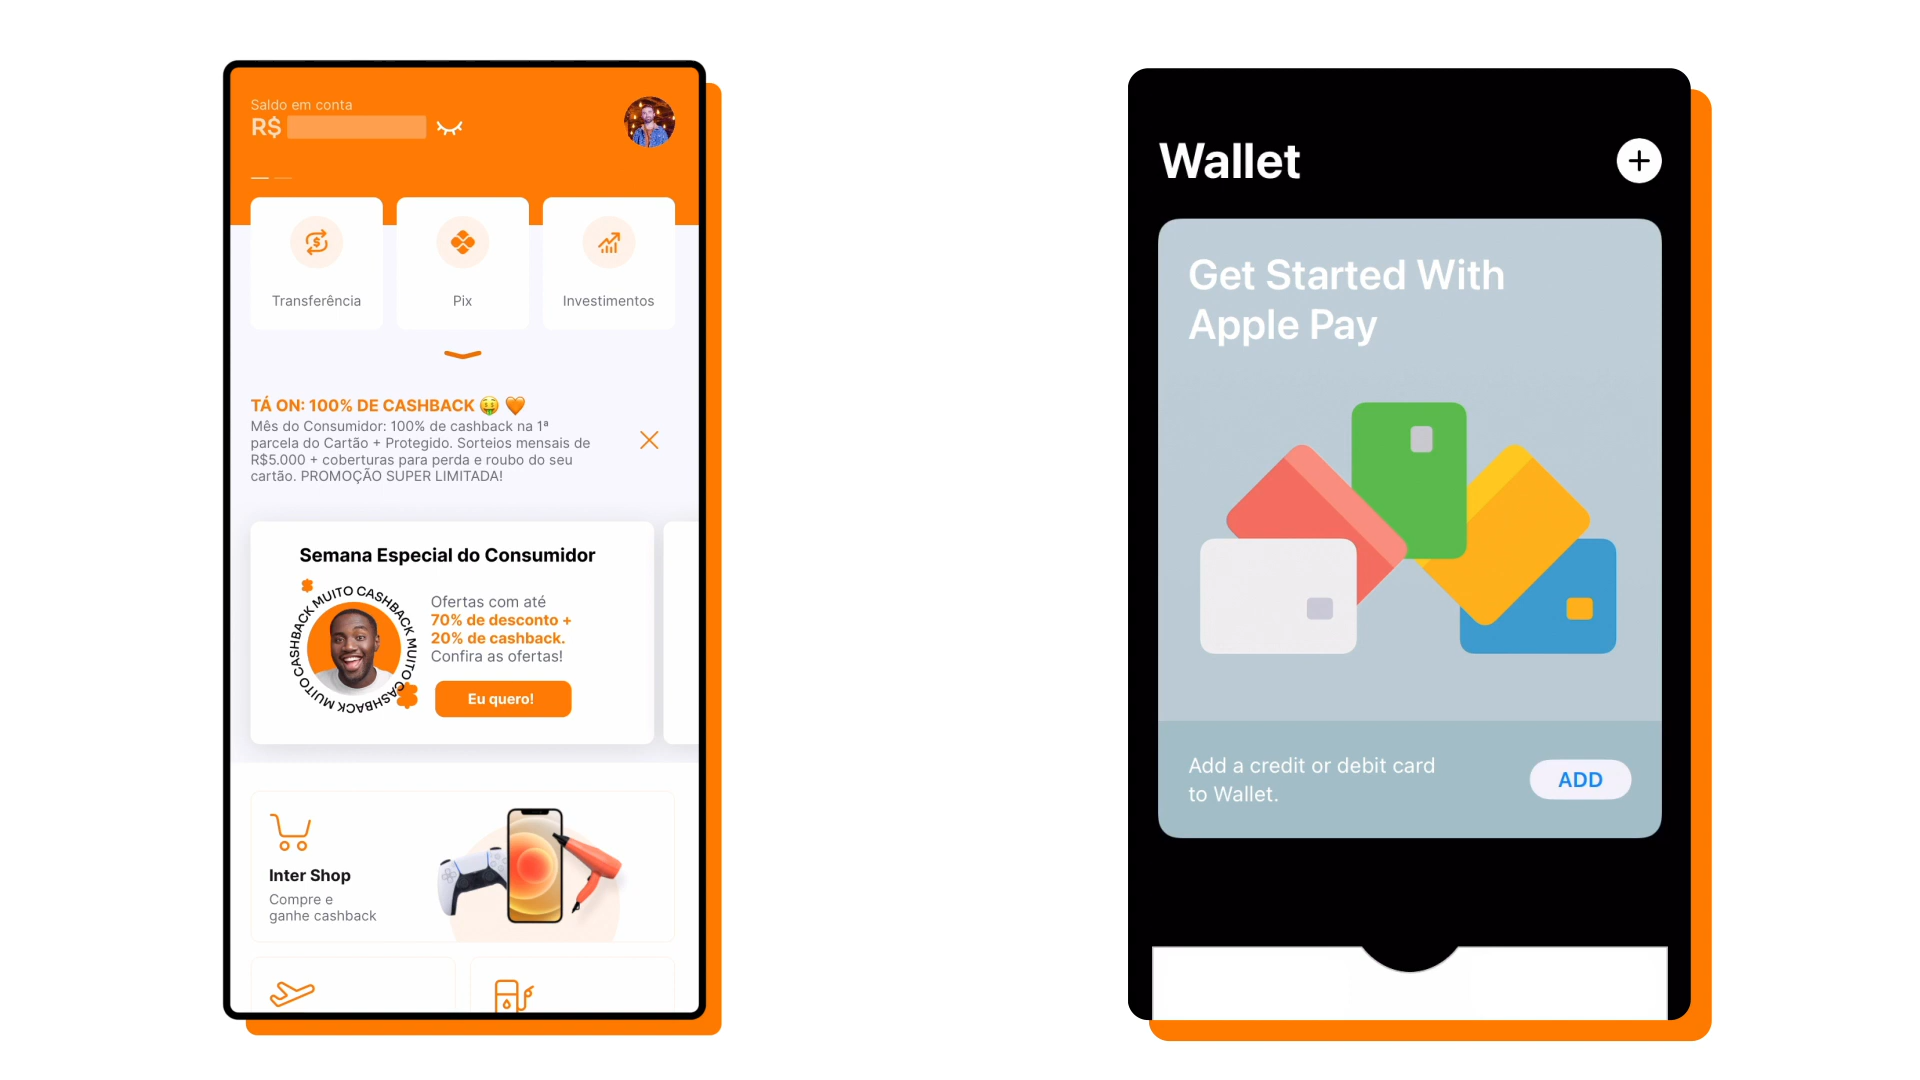 Saldo em conta
R$
Transferência
Pix
Investimentos
TÁ ON: 100% DE CASHBACK 🤑 🧡
Mês do Consumidor: 100% de cashback na 1ª
parcela do Cartão + Protegido. Sorteios mensais de
R$5.000 + coberturas para perda e roubo do seu
cartão. PROMOÇÃO SUPER LIMITADA!
Semana Especial do Consumidor
CASHBACK MUITO CASHBACK MUITO CASHBACK MUITO
Ofertas com até
70% de desconto +
20% de cashback.
Confira as ofertas!
Eu quero!
Inter Shop
Compre e
ganhe cashback
Wallet
Get Started With
Apple Pay
Add a credit or debit card
to Wallet.
ADD